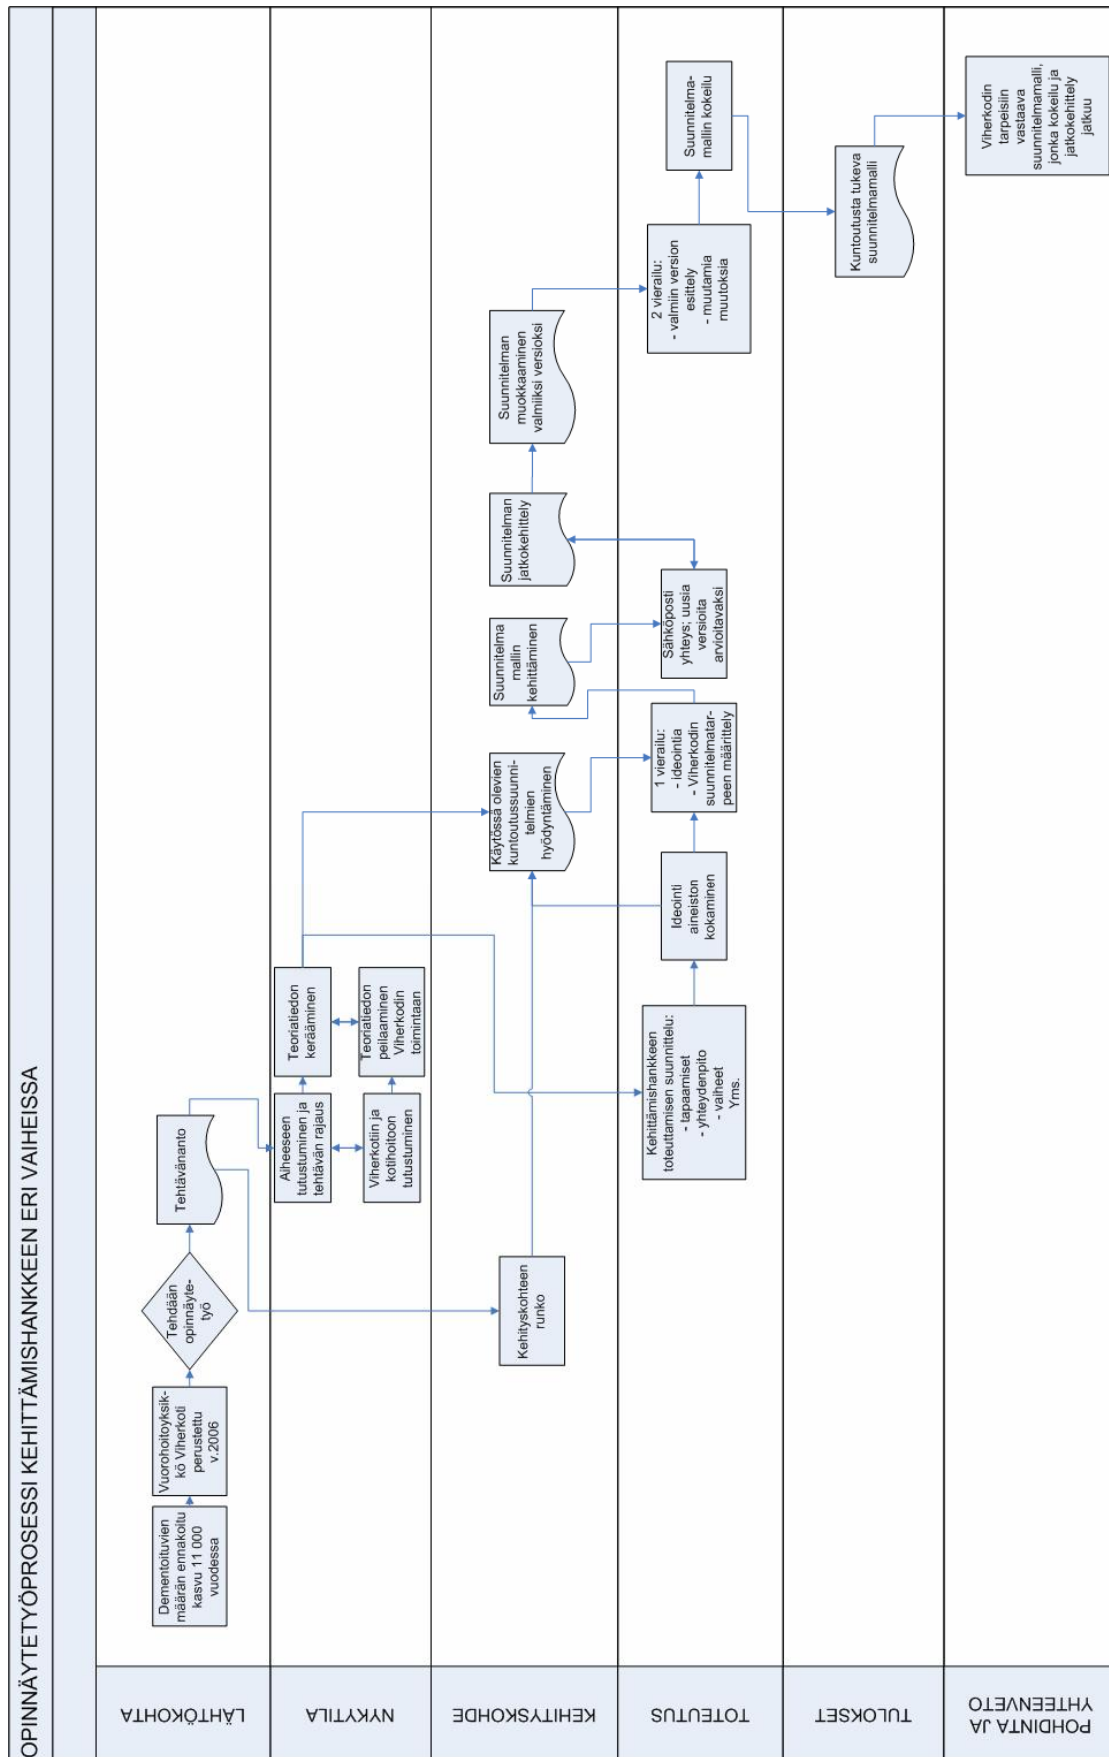 OPINNÄYTETYÖPROSESSI KEHITTÄMISHANKKEEN ERI VAIHEISSA
LÄHTÖKOHTA
Dementoituvien
määrän ennakoitu
kasvu 11 000
vuodessa
Vuorohoitoyksik-
kö Viherkoti
perustettu
v.2006
Tehdään
opinnäyte-
työ
Tehtävänanto
NYKYTILA
Aiheeseen
tutustuminen ja
tehtävän rajaus
Viherkotiin ja
kotihoitoon
tutustuminen
Teoriatiedon
kerääminen
Teoriatiedon
peilaaminen
Viherkodin
toimintaan
KEHITYSKOHDE
Kehityskohteen
runko
Käytössä olevien
kuntoutussuunni-
telmien
hyödyntäminen
Suunnitelma
mallin
kehittäminen
Suunnitelman
jatkokehittely
Suunnitelman
muokkaaminen
valmiiksi versioksi
TOTEUTUS
Kehittämishankkeen
toteuttamisen suunnittelu:
- tapaamiset
- yhteydenpito
- vaiheet
Yms.
Ideointi
aineiston
kokaminen
1 vierailu:
- ideointia
- Viherkodin
suunnitelmatar-
peen määrittely
Sähköposti
yhteys; uusia
versioita
arvioitavaksi
2 vierailu:
- valmiin version
esittely
- muutamia
muutoksia
Suunnitelma-
mallin kokeilu
TULOKSET
Kuntoutusta tukeva
suunnitelmamalli
POHDINTA JA
YHTEENVETO
Viherkodin
tarpeisiin
vastaava
suunnitelmamalli,
jonka kokeilu ja
jatkokehittely
jatkuu